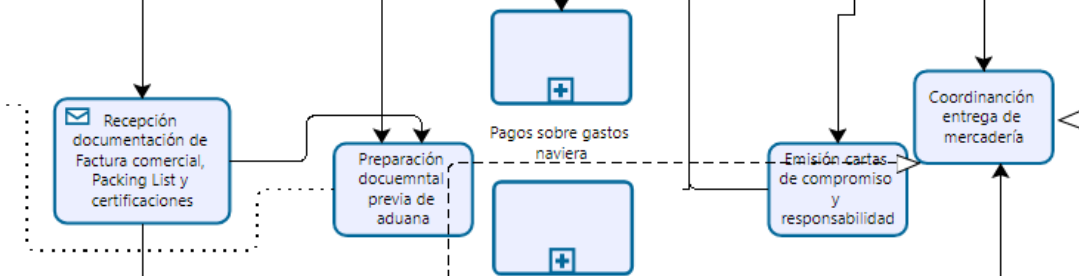 Recepción
documentación de
Factura comercial,
Packing List y
certificaciones
Preparación
docuemntal
previa de
aduana
Pagos sobre gastos
naviera
Emisión cartas
de compromiso
y
responsabilidad
Coordinanción
entrega de
mercadería